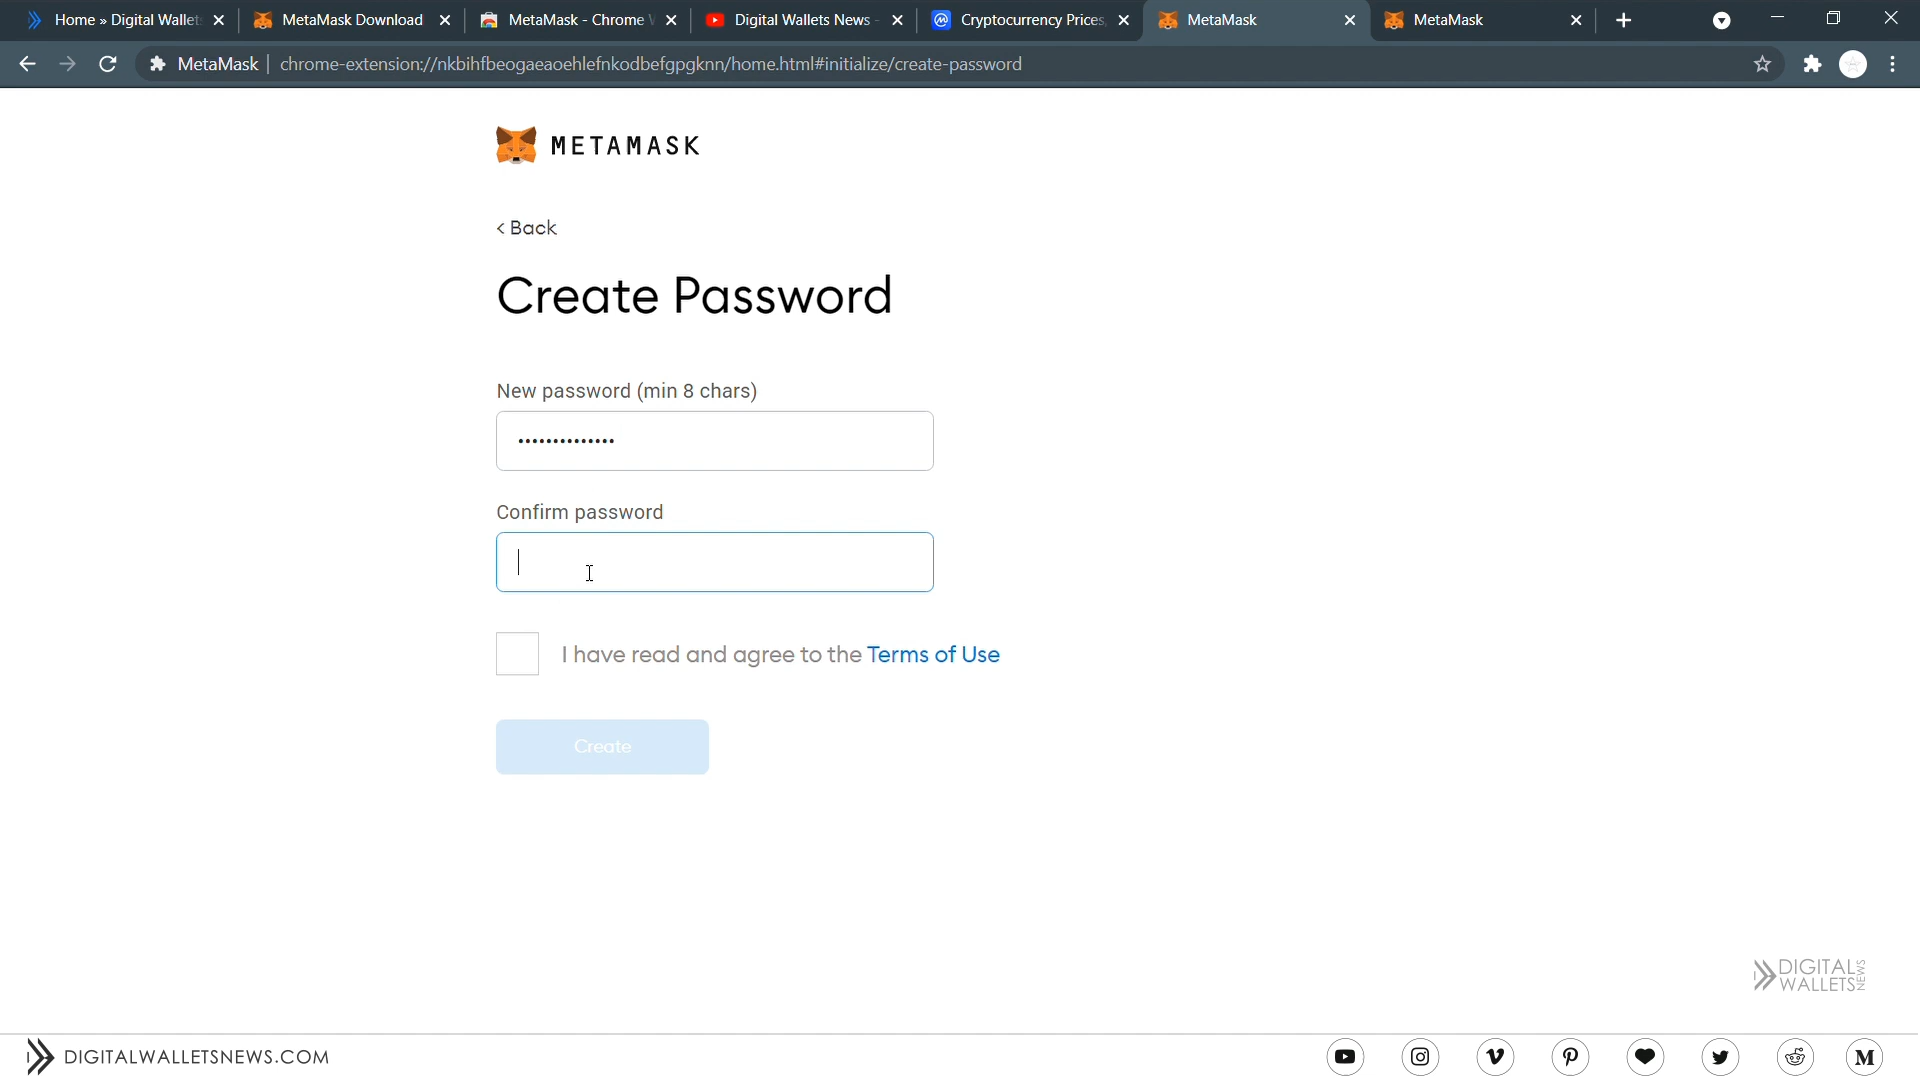 Home » Digital Wallet
MetaMask Download
MetaMask - Chrome
Digital Wallets News -
Cryptocurrency Prices,
MetaMask
MetaMask
MetaMask
chrome-extension://nkbihfbeogaeaoehlefnkodbefgpgknn/home.html#initialize/create-password
METAMASK
< Back
Create Password
New password (min 8 chars)
••••••••••••••
Confirm password
I have read and agree to the Terms of Use
Create
DIGITAL
WALLETS
NEWS
DIGITALWALLETSNEWS.COM